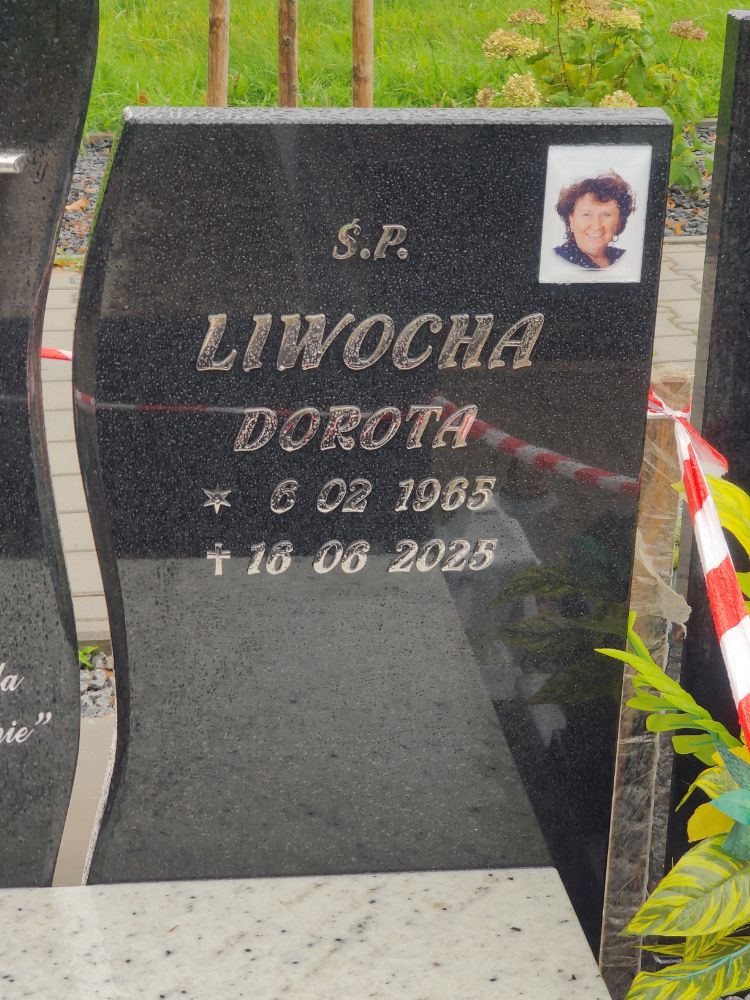 Ś.P.
LIWOCHA
DOROTA
6 02 1965
16 06 2025